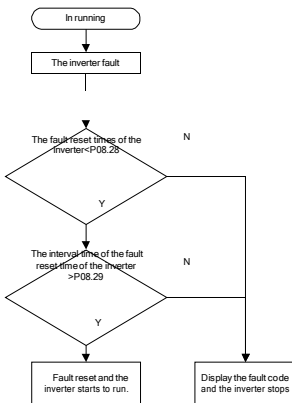 In running
The inverter fault
The fault reset times of the
inverter<P08.28
N
Y
The interval time of the fault
reset time of the inverter
>P08.29
N
Y
Fault reset and the
inverter starts to run.
Display the fault code
and the inverter stops